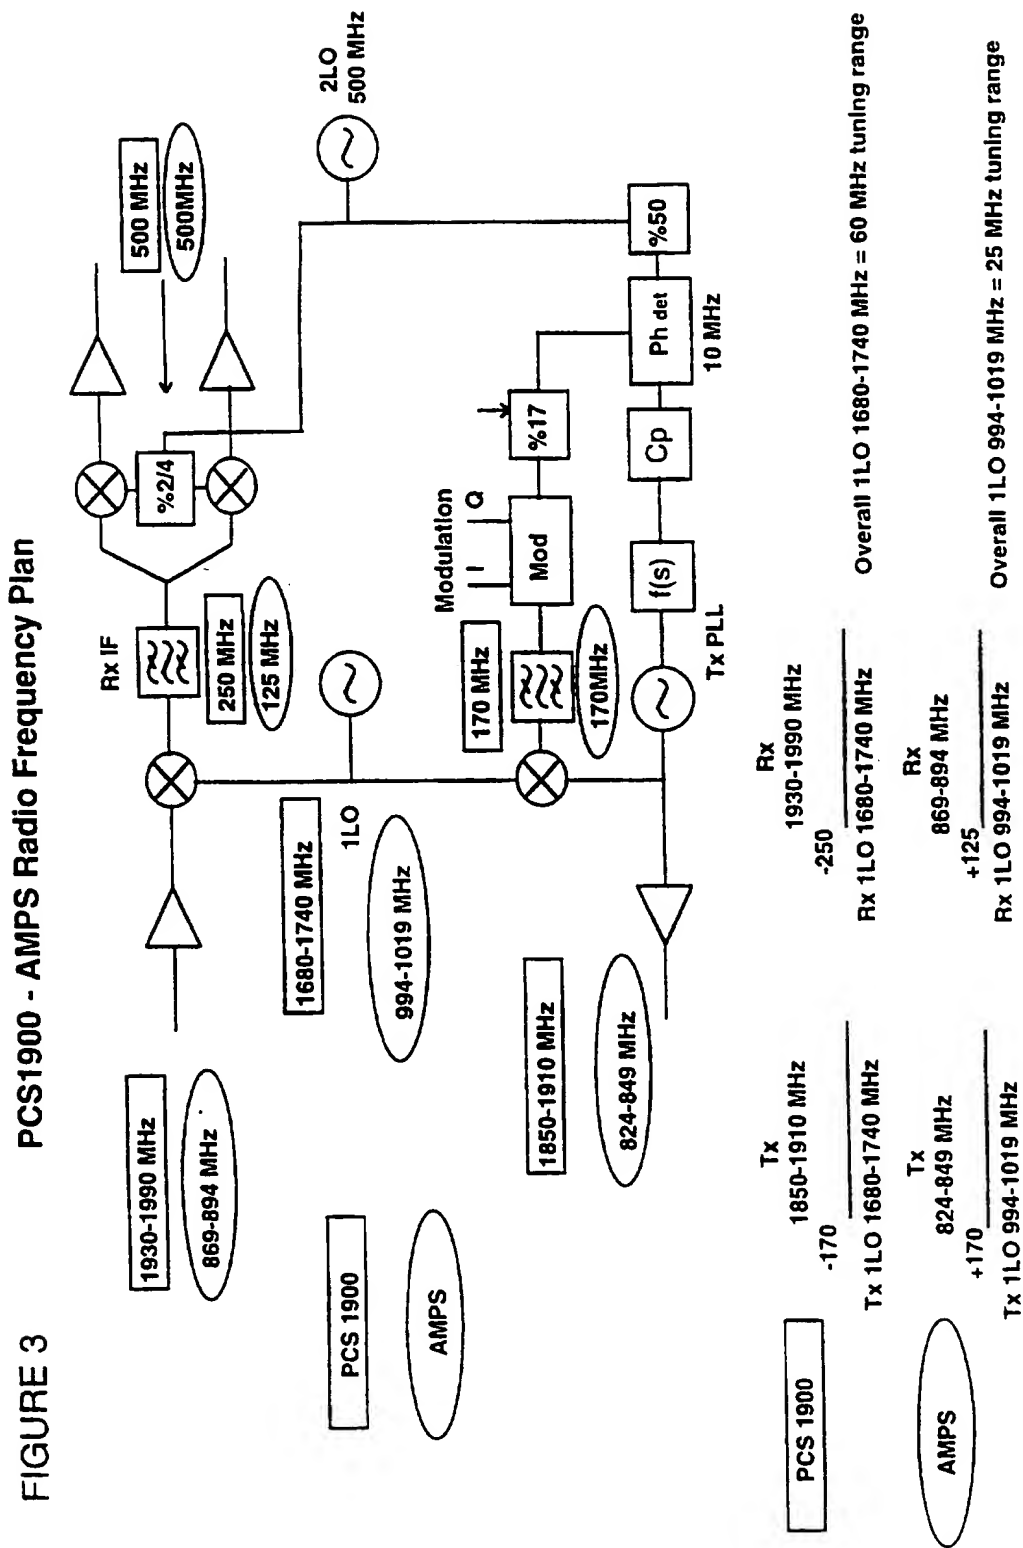 FIGURE 3
PCS1900 - AMPS Radio Frequency Plan
1930-1990 MHz
869-894 MHz
Rx IF
250 MHz
125 MHz
%2/4
500 MHz
500MHz
2LO
500 MHz
PCS 1900
AMPS
1680-1740 MHz
994-1019 MHz
1LO
Modulation
I Q
170 MHz
170MHz
Mod
%17
1850-1910 MHz
824-849 MHz
Tx PLL
f(s)
Cp
Ph det
10 MHz
%50
PCS 1900
Tx
1850-1910 MHz
-170
Tx 1LO 1680-1740 MHz
Rx
1930-1990 MHz
-250
Rx 1LO 1680-1740 MHz
Overall 1LO 1680-1740 MHz = 60 MHz tuning range
AMPS
Tx
824-849 MHz
+170
Tx 1LO 994-1019 MHz
Rx
869-894 MHz
+125
Rx 1LO 994-1019 MHz
Overall 1LO 994-1019 MHz = 25 MHz tuning range